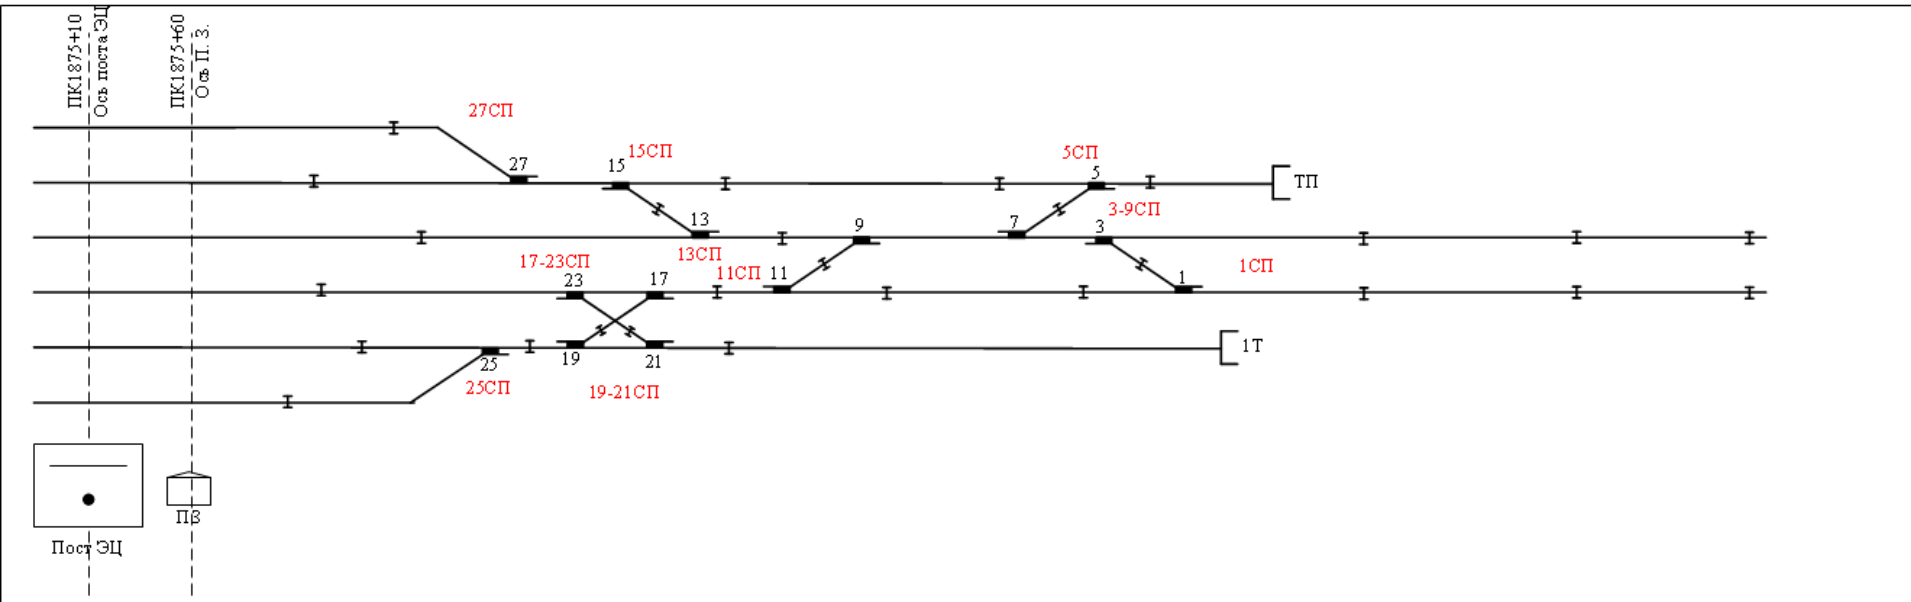 ПК1875+10
Ось поста ЭЦ
ПК1875+60
Ось П. З.
27СП
27
15
15СП
5СП
5
ТП
3-9СП
13
9
7
3
13СП
17-23СП
11СП
1СП
23
17
11
1
19
21
25
1Т
25СП
19-21СП
ПЗ
Пост ЭЦ